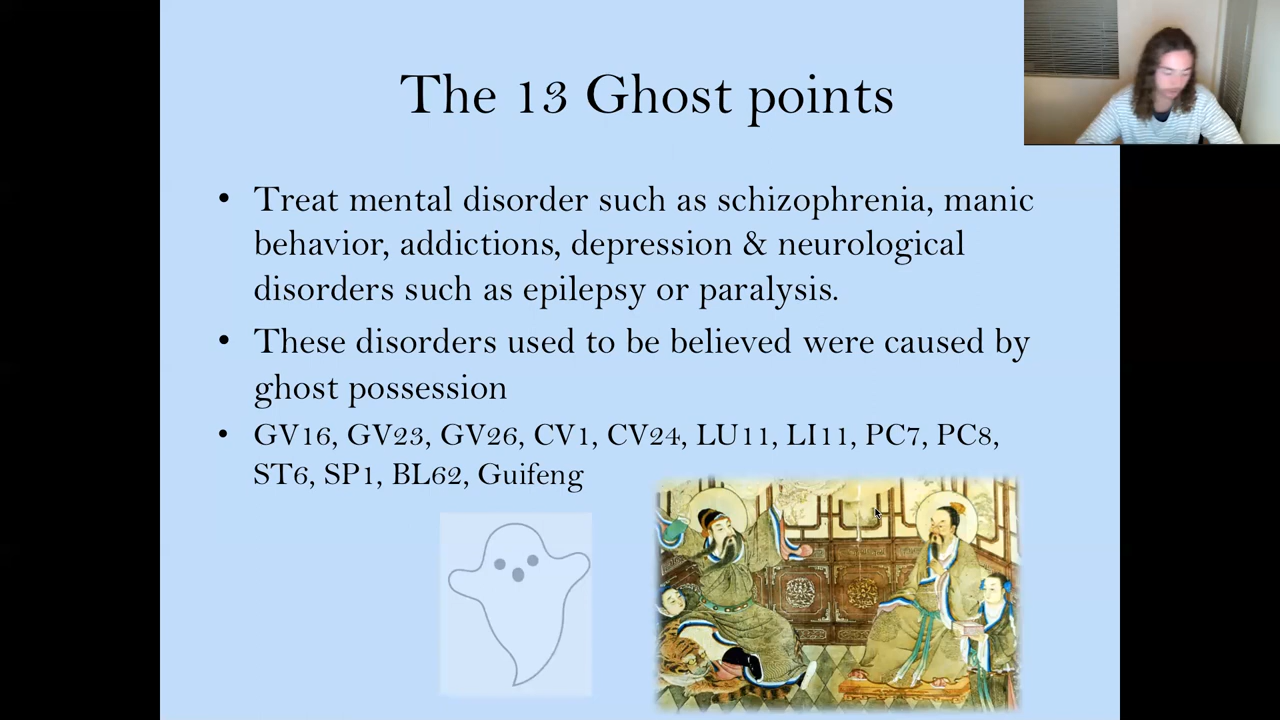 The 13 Ghost points
• Treat mental disorder such as schizophrenia, manic
behavior, addictions, depression & neurological
disorders such as epilepsy or paralysis.
• These disorders used to be believed were caused by
ghost possession
• GV16, GV23, GV26, CV1, CV24, LU11, LI11, PC7, PC8,
ST6, SP1, BL62, Guifeng